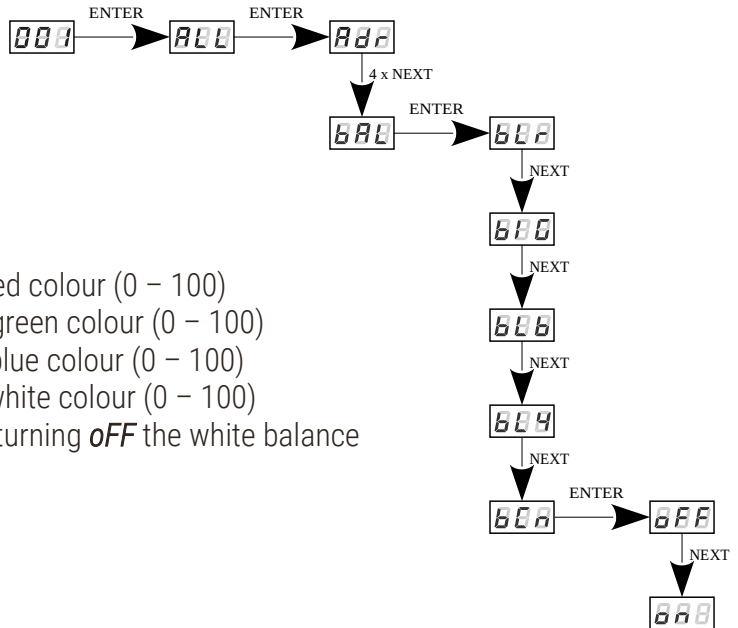 ENTER ENTER
001 ALL Adr
4 x NEXT
ENTER
bAL bLr
NEXT
NEXT
ed colour (0 – 100)
green colour (0 – 100)
bLb
blue colour (0 – 100)
NEXT
white colour (0 – 100)
bL4
turning oFF the white balance
NEXT
ENTER
bCn oFF
NEXT
on